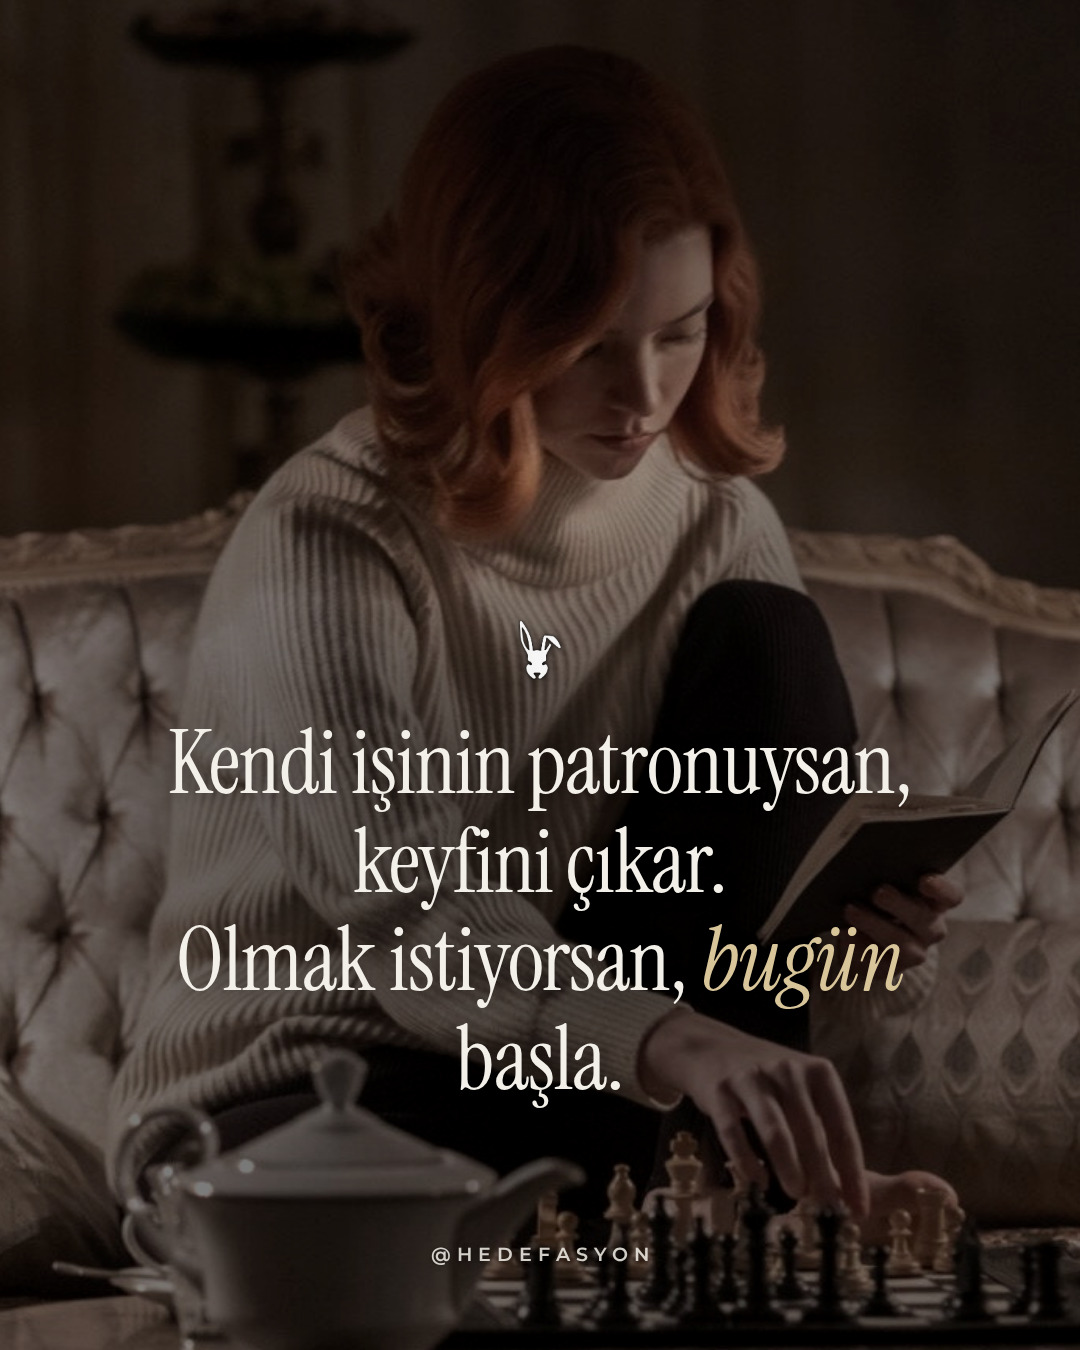 Kendi işinin patronuysan,
keyfini çıkar.
Olmak istiyorsan, bugün
başla.
@HEDEFASYON